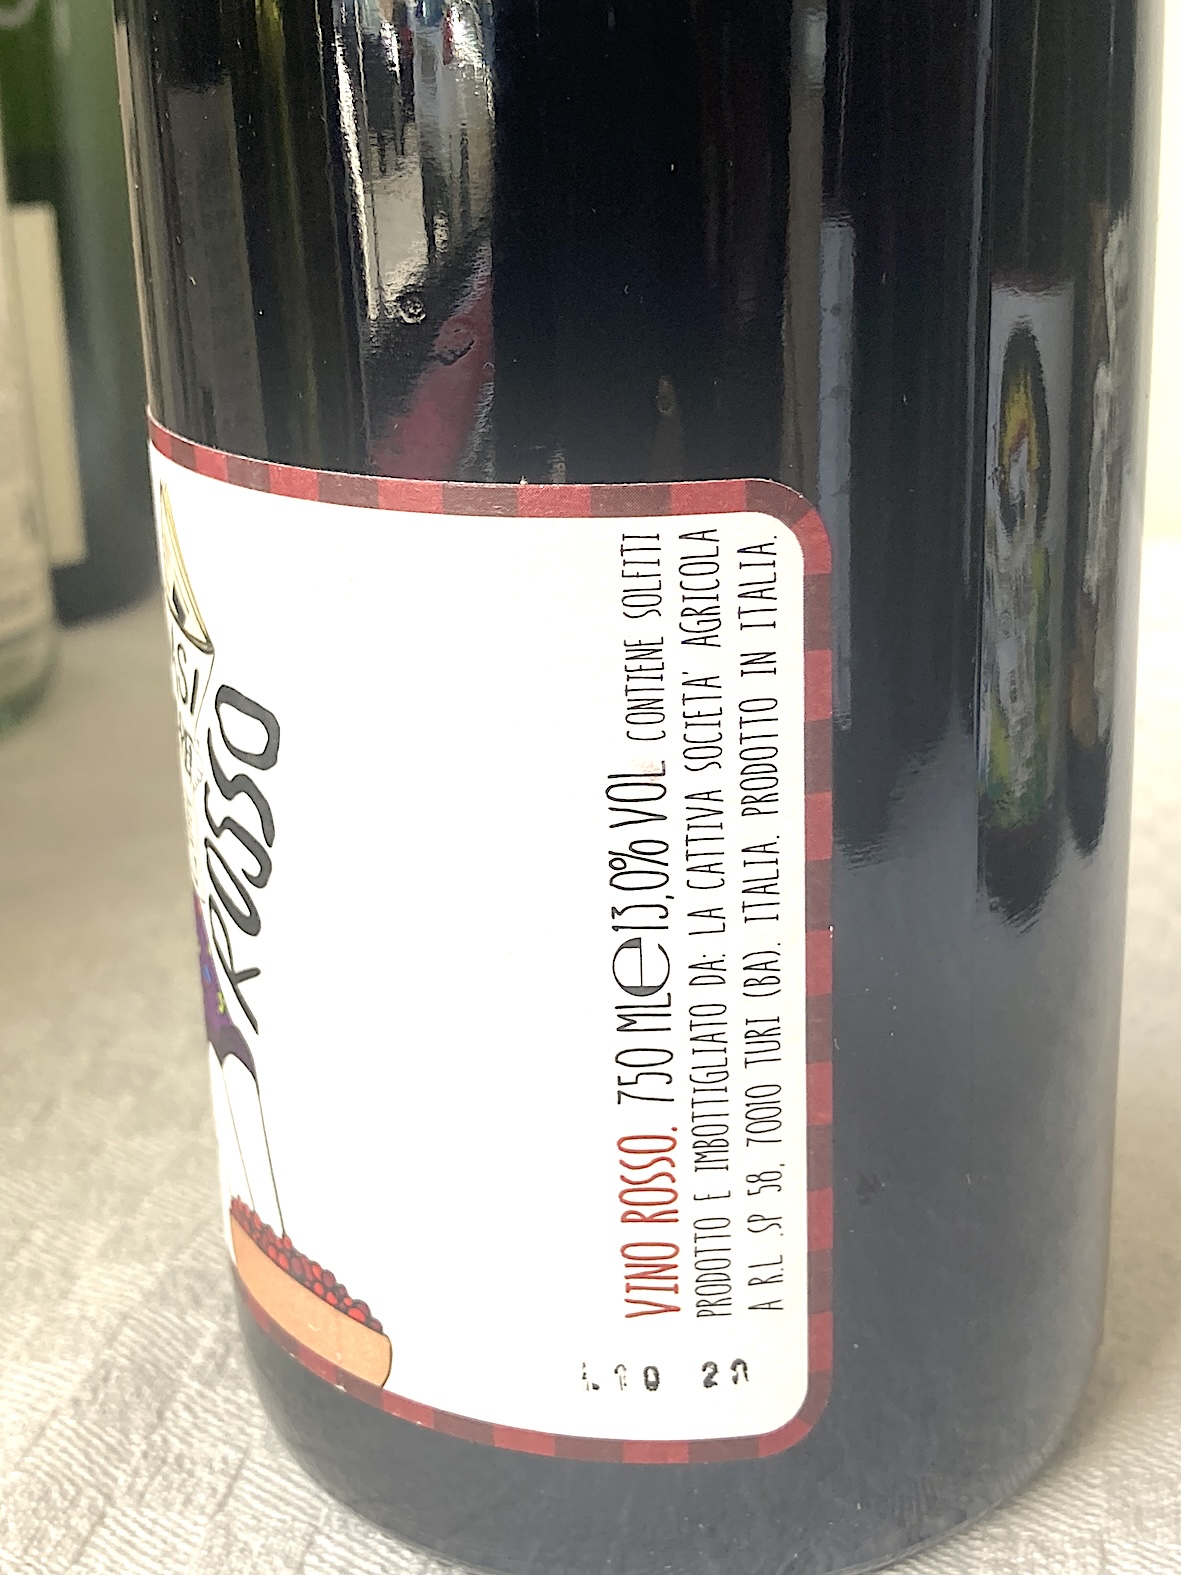 RUSSO
VINO ROSSO. 750 ML e 13,0% VOL CONTIENE SOLFITI
PRODOTTO E IMBOTTIGLIATO DA: LA CATTIVA SOCIETA' AGRICOLA
A R.L .SP 58, 70010 TURI (BA). ITALIA. PRODOTTO IN ITALIA.